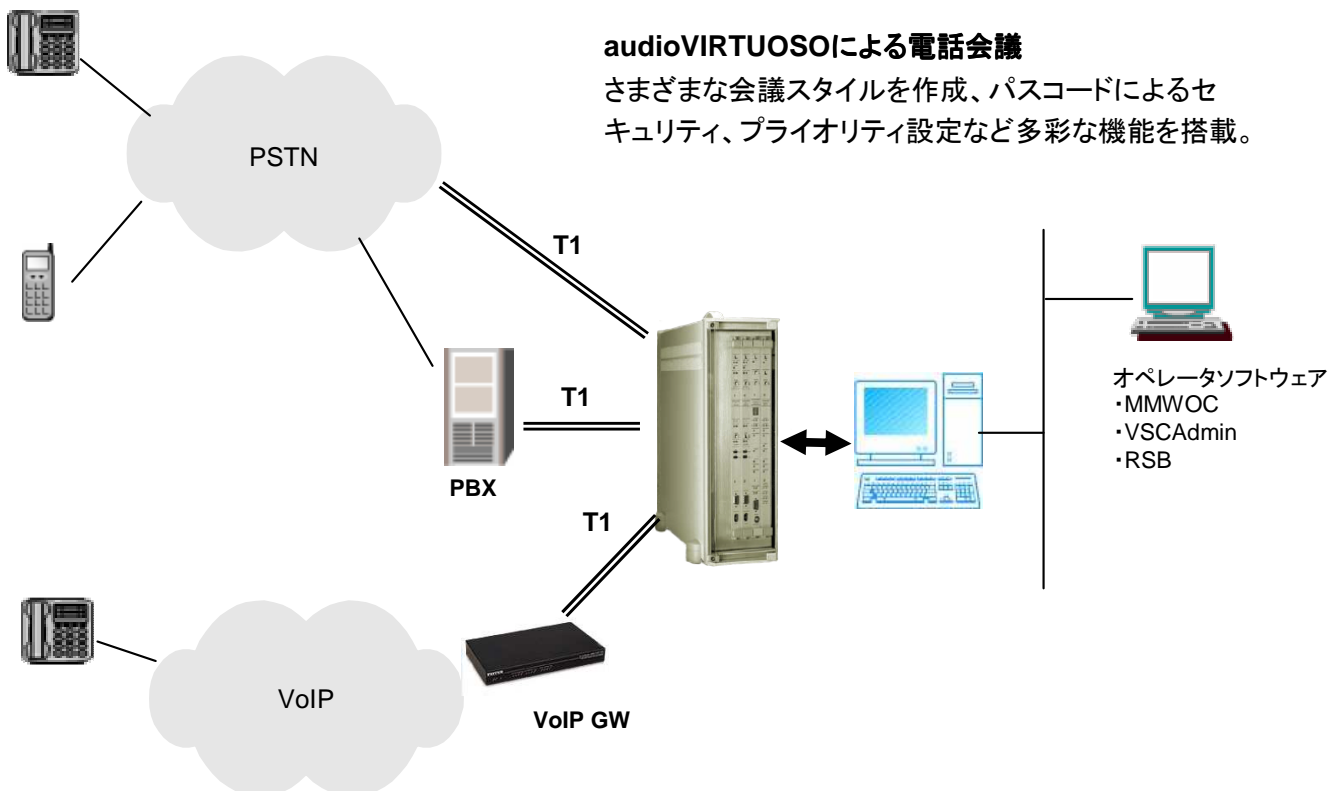 audioVIRTUOSOによる電話会議
さまざまな会議スタイルを作成、パスコードによるセ
キュリティ、プライオリティ設定など多彩な機能を搭載。
PSTN
T1
T1
PBX
オペレータソフトウェア
・MMWOC
・VSCAdmin
・RSB
T1
VoIP
VoIP GW